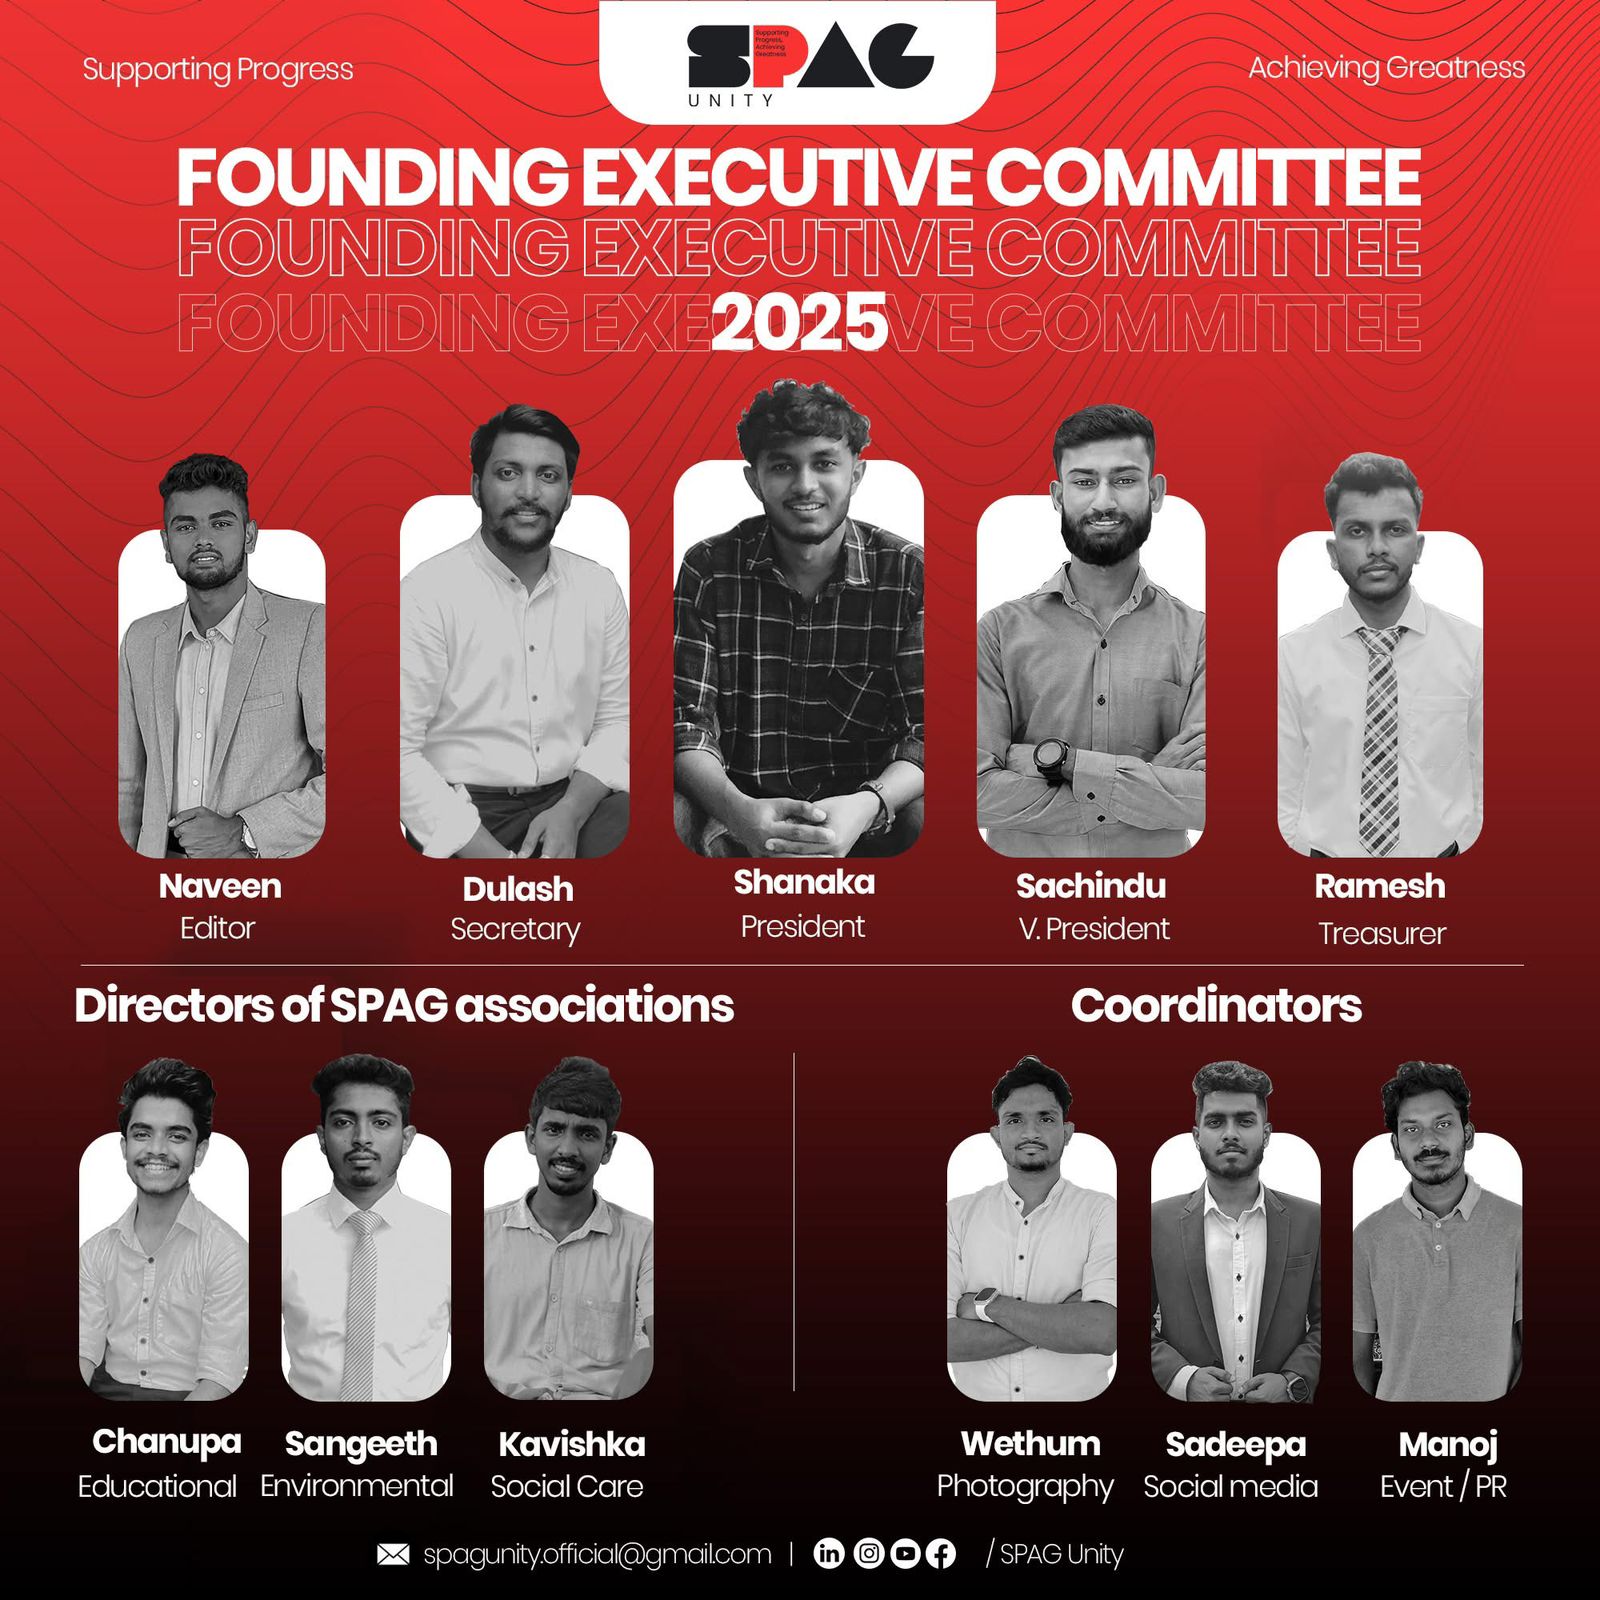 Supporting Progress
SPAG
Supporting
Progress,
Achieving
Greatness
UNITY
Achieving Greatness
FOUNDING EXECUTIVE COMMITTEE
FOUNDING EXECUTIVE COMMITTEE
FOUNDING EXECUTIVE COMMITTEE
2025
Naveen
Editor
Dulash
Secretary
Shanaka
President
Sachindu
V. President
Ramesh
Treasurer
Directors of SPAG associations
Coordinators
Chanupa
Educational
Sangeeth
Environmental
Kavishka
Social Care
Wethum
Photography
Sadeepa
Social media
Manoj
Event / PR
spagunity.official@gmail.com | / SPAG Unity